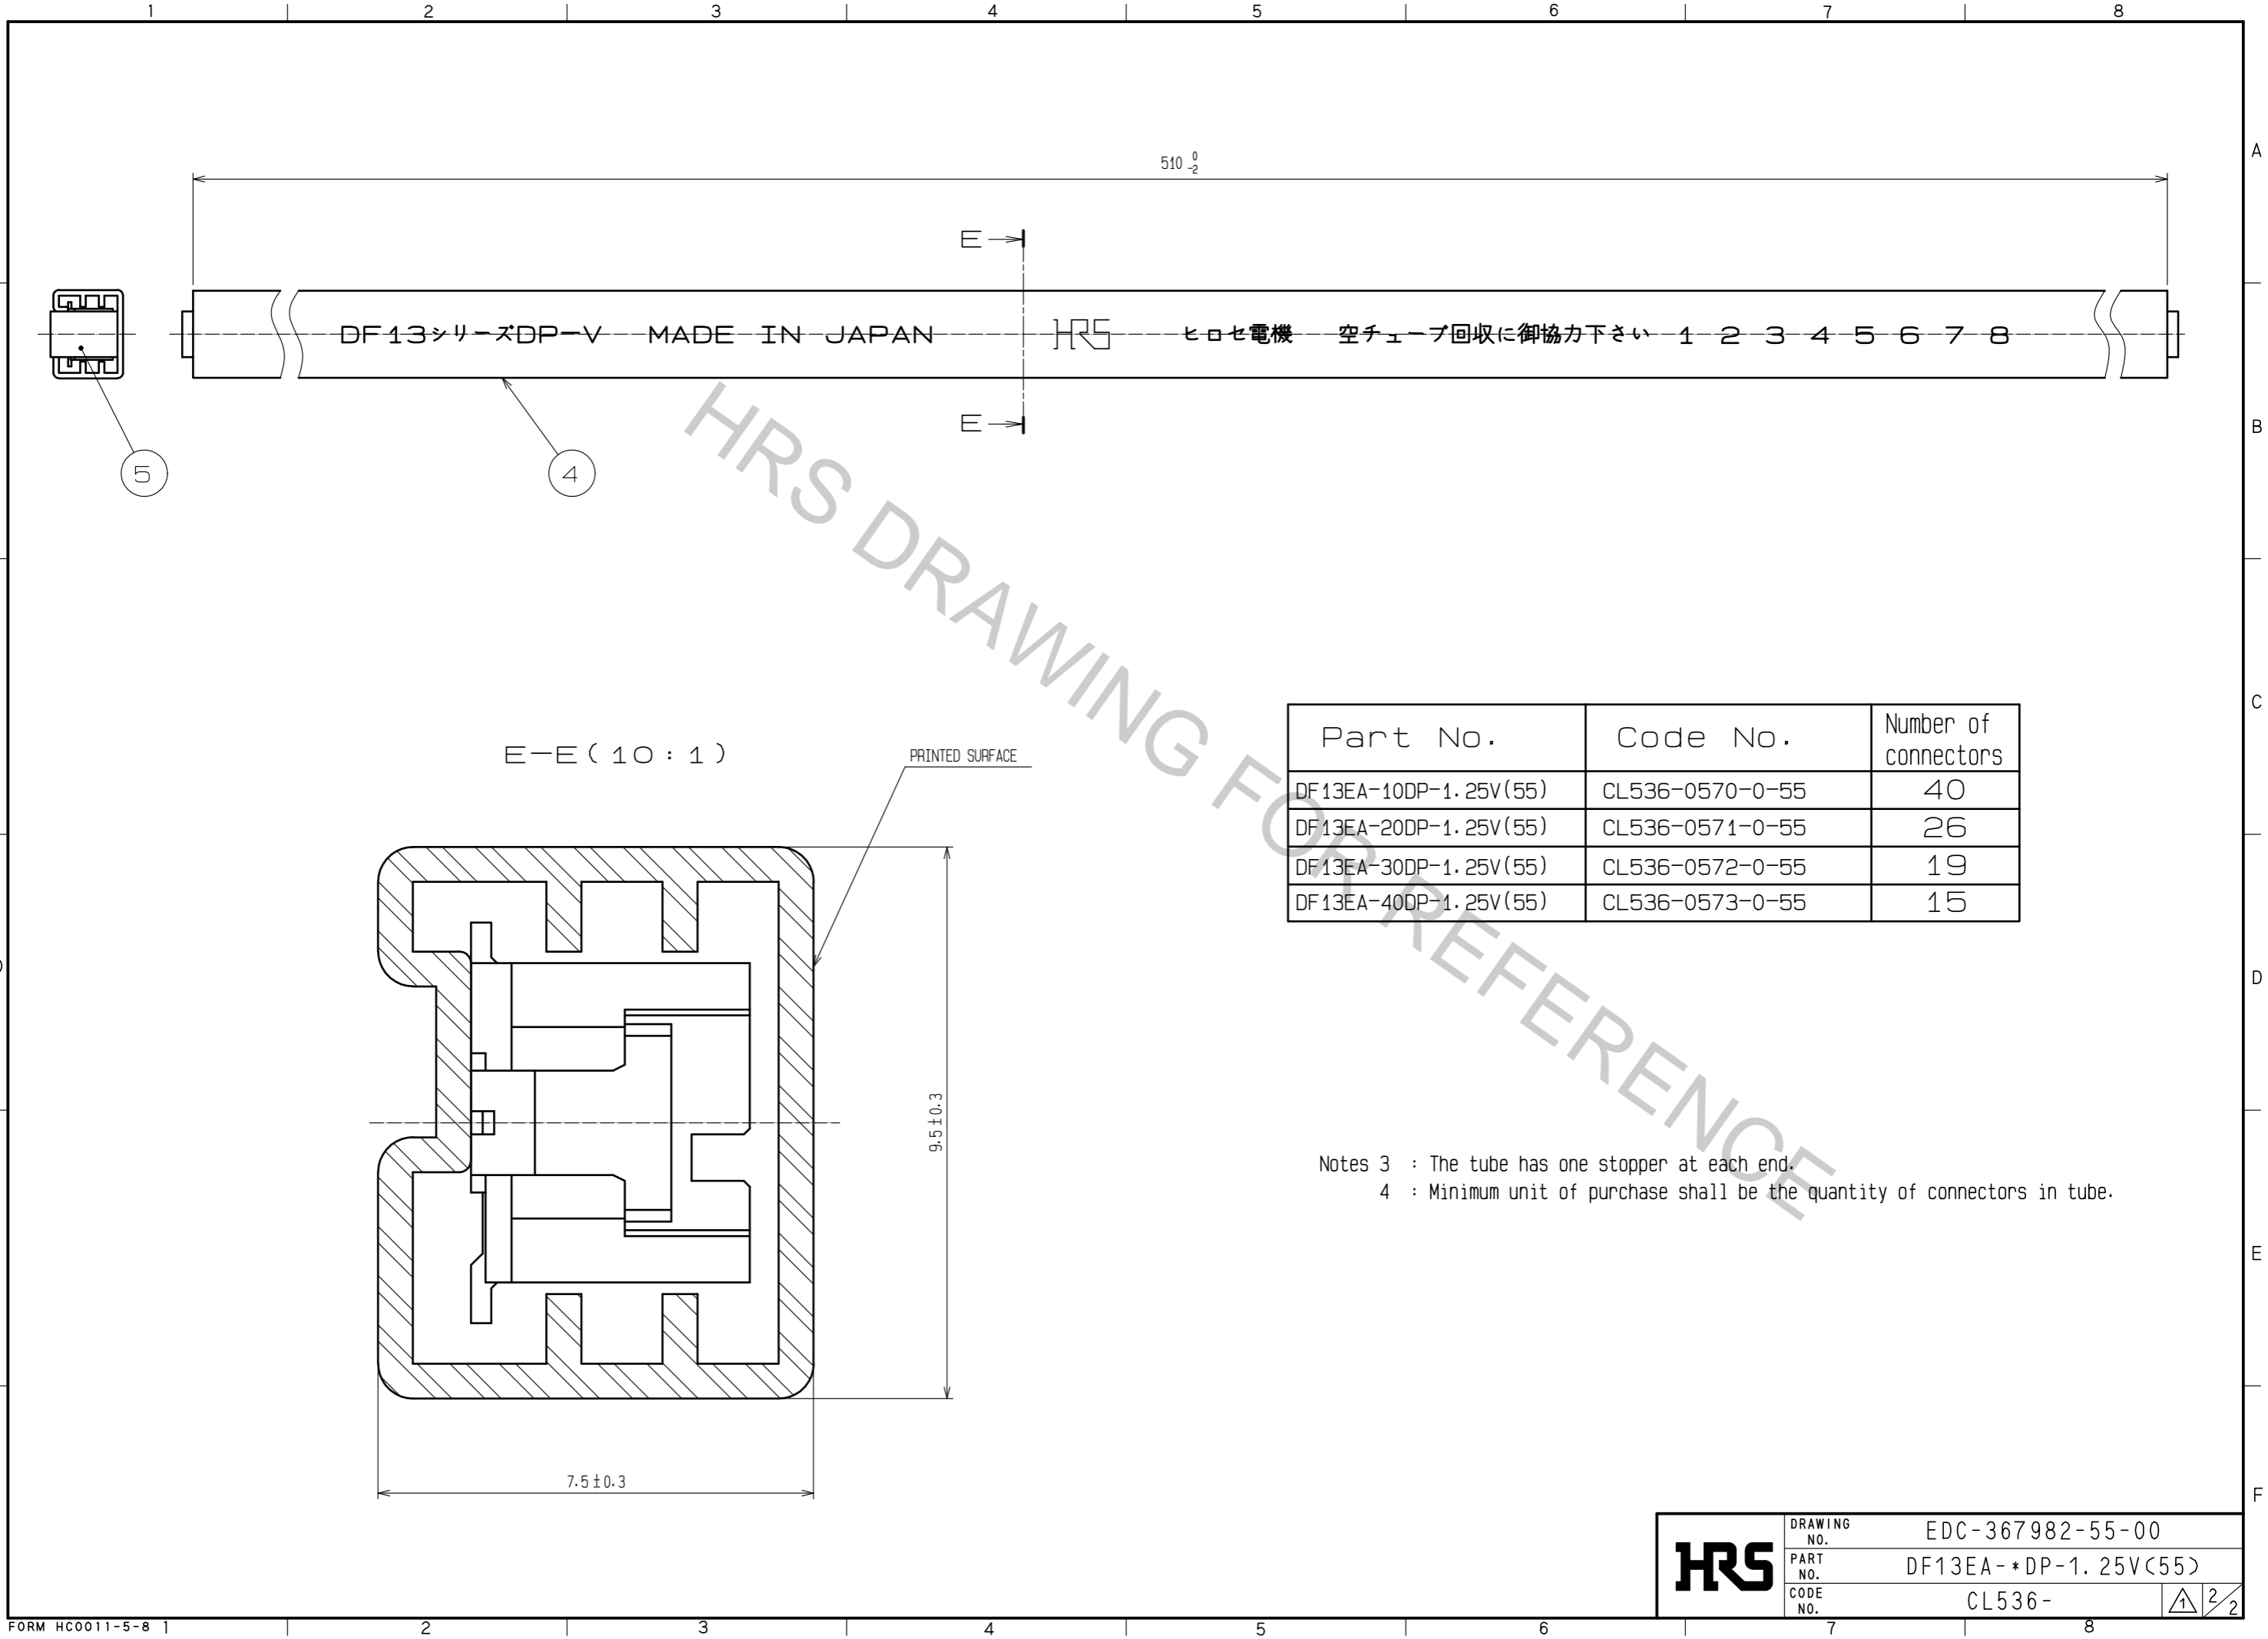 1 2 3 4 5 6 7 8
510 0 -2
A
E
DF13シリーズDP-V MADE IN JAPAN HRS ヒロセ電機 空チューブ回収に御協力下さい 1 2 3 4 5 6 7 8
E
B
5
4
HRS DRAWING FOR REFERENCE
C
E-E(10:1)
PRINTED SURFACE
Part No. Code No. Number of connectors
DF13EA-10DP-1.25V(55) CL536-0570-0-55 40
DF13EA-20DP-1.25V(55) CL536-0571-0-55 26
DF13EA-30DP-1.25V(55) CL536-0572-0-55 19
DF13EA-40DP-1.25V(55) CL536-0573-0-55 15
D
9.5±0.3
Notes 3 : The tube has one stopper at each end.
4 : Minimum unit of purchase shall be the quantity of connectors in tube.
E
7.5±0.3
F
HRS
DRAWING NO. EDC-367982-55-00
PART NO. DF13EA-*DP-1.25V(55)
CODE NO. CL536- 1 2/2
FORM HC0011-5-8 1 2 3 4 5 6 7 8